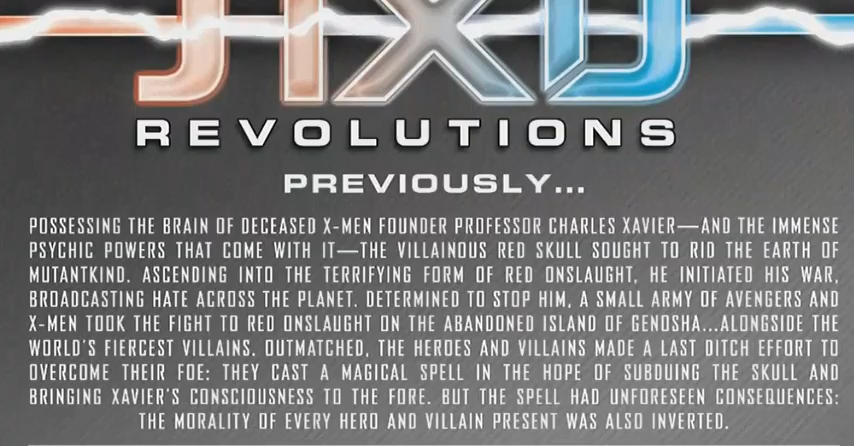 REVOLUTIONS
PREVIOUSLY...
POSSESSING THE BRAIN OF DECEASED X-MEN FOUNDER PROFESSOR CHARLES XAVIER—AND THE IMMENSE
PSYCHIC POWERS THAT COME WITH IT—THE VILLAINOUS RED SKULL SOUGHT TO RID THE EARTH OF
MUTANTKIND. ASCENDING INTO THE TERRIFYING FORM OF RED ONSLAUGHT, HE INITIATED HIS WAR,
BROADCASTING HATE ACROSS THE PLANET. DETERMINED TO STOP HIM, A SMALL ARMY OF AVENGERS AND
X-MEN TOOK THE FIGHT TO RED ONSLAUGHT ON THE ABANDONED ISLAND OF GENOSHA...ALONGSIDE THE
WORLD'S FIERCEST VILLAINS. OUTMATCHED, THE HEROES AND VILLAINS MADE A LAST DITCH EFFORT TO
OVERCOME THEIR FOE: THEY CAST A MAGICAL SPELL IN THE HOPE OF SUBDUING THE SKULL AND
BRINGING XAVIER'S CONSCIOUSNESS TO THE FORE. BUT THE SPELL HAD UNFORESEEN CONSEQUENCES:
THE MORALITY OF EVERY HERO AND VILLAIN PRESENT WAS ALSO INVERTED.